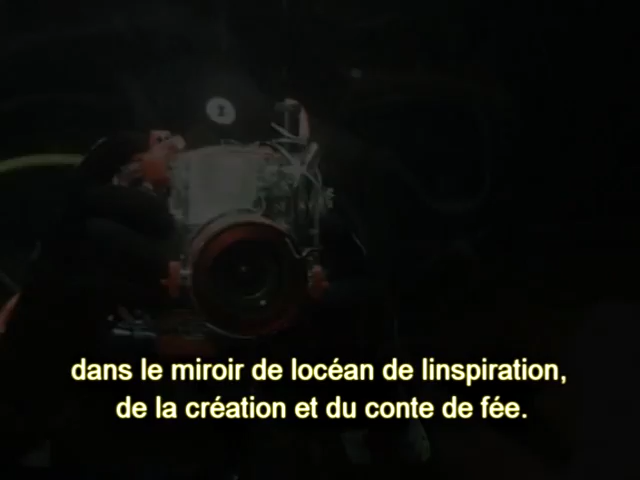 dans le miroir de locéan de linspiration,
de la création et du conte de fée.